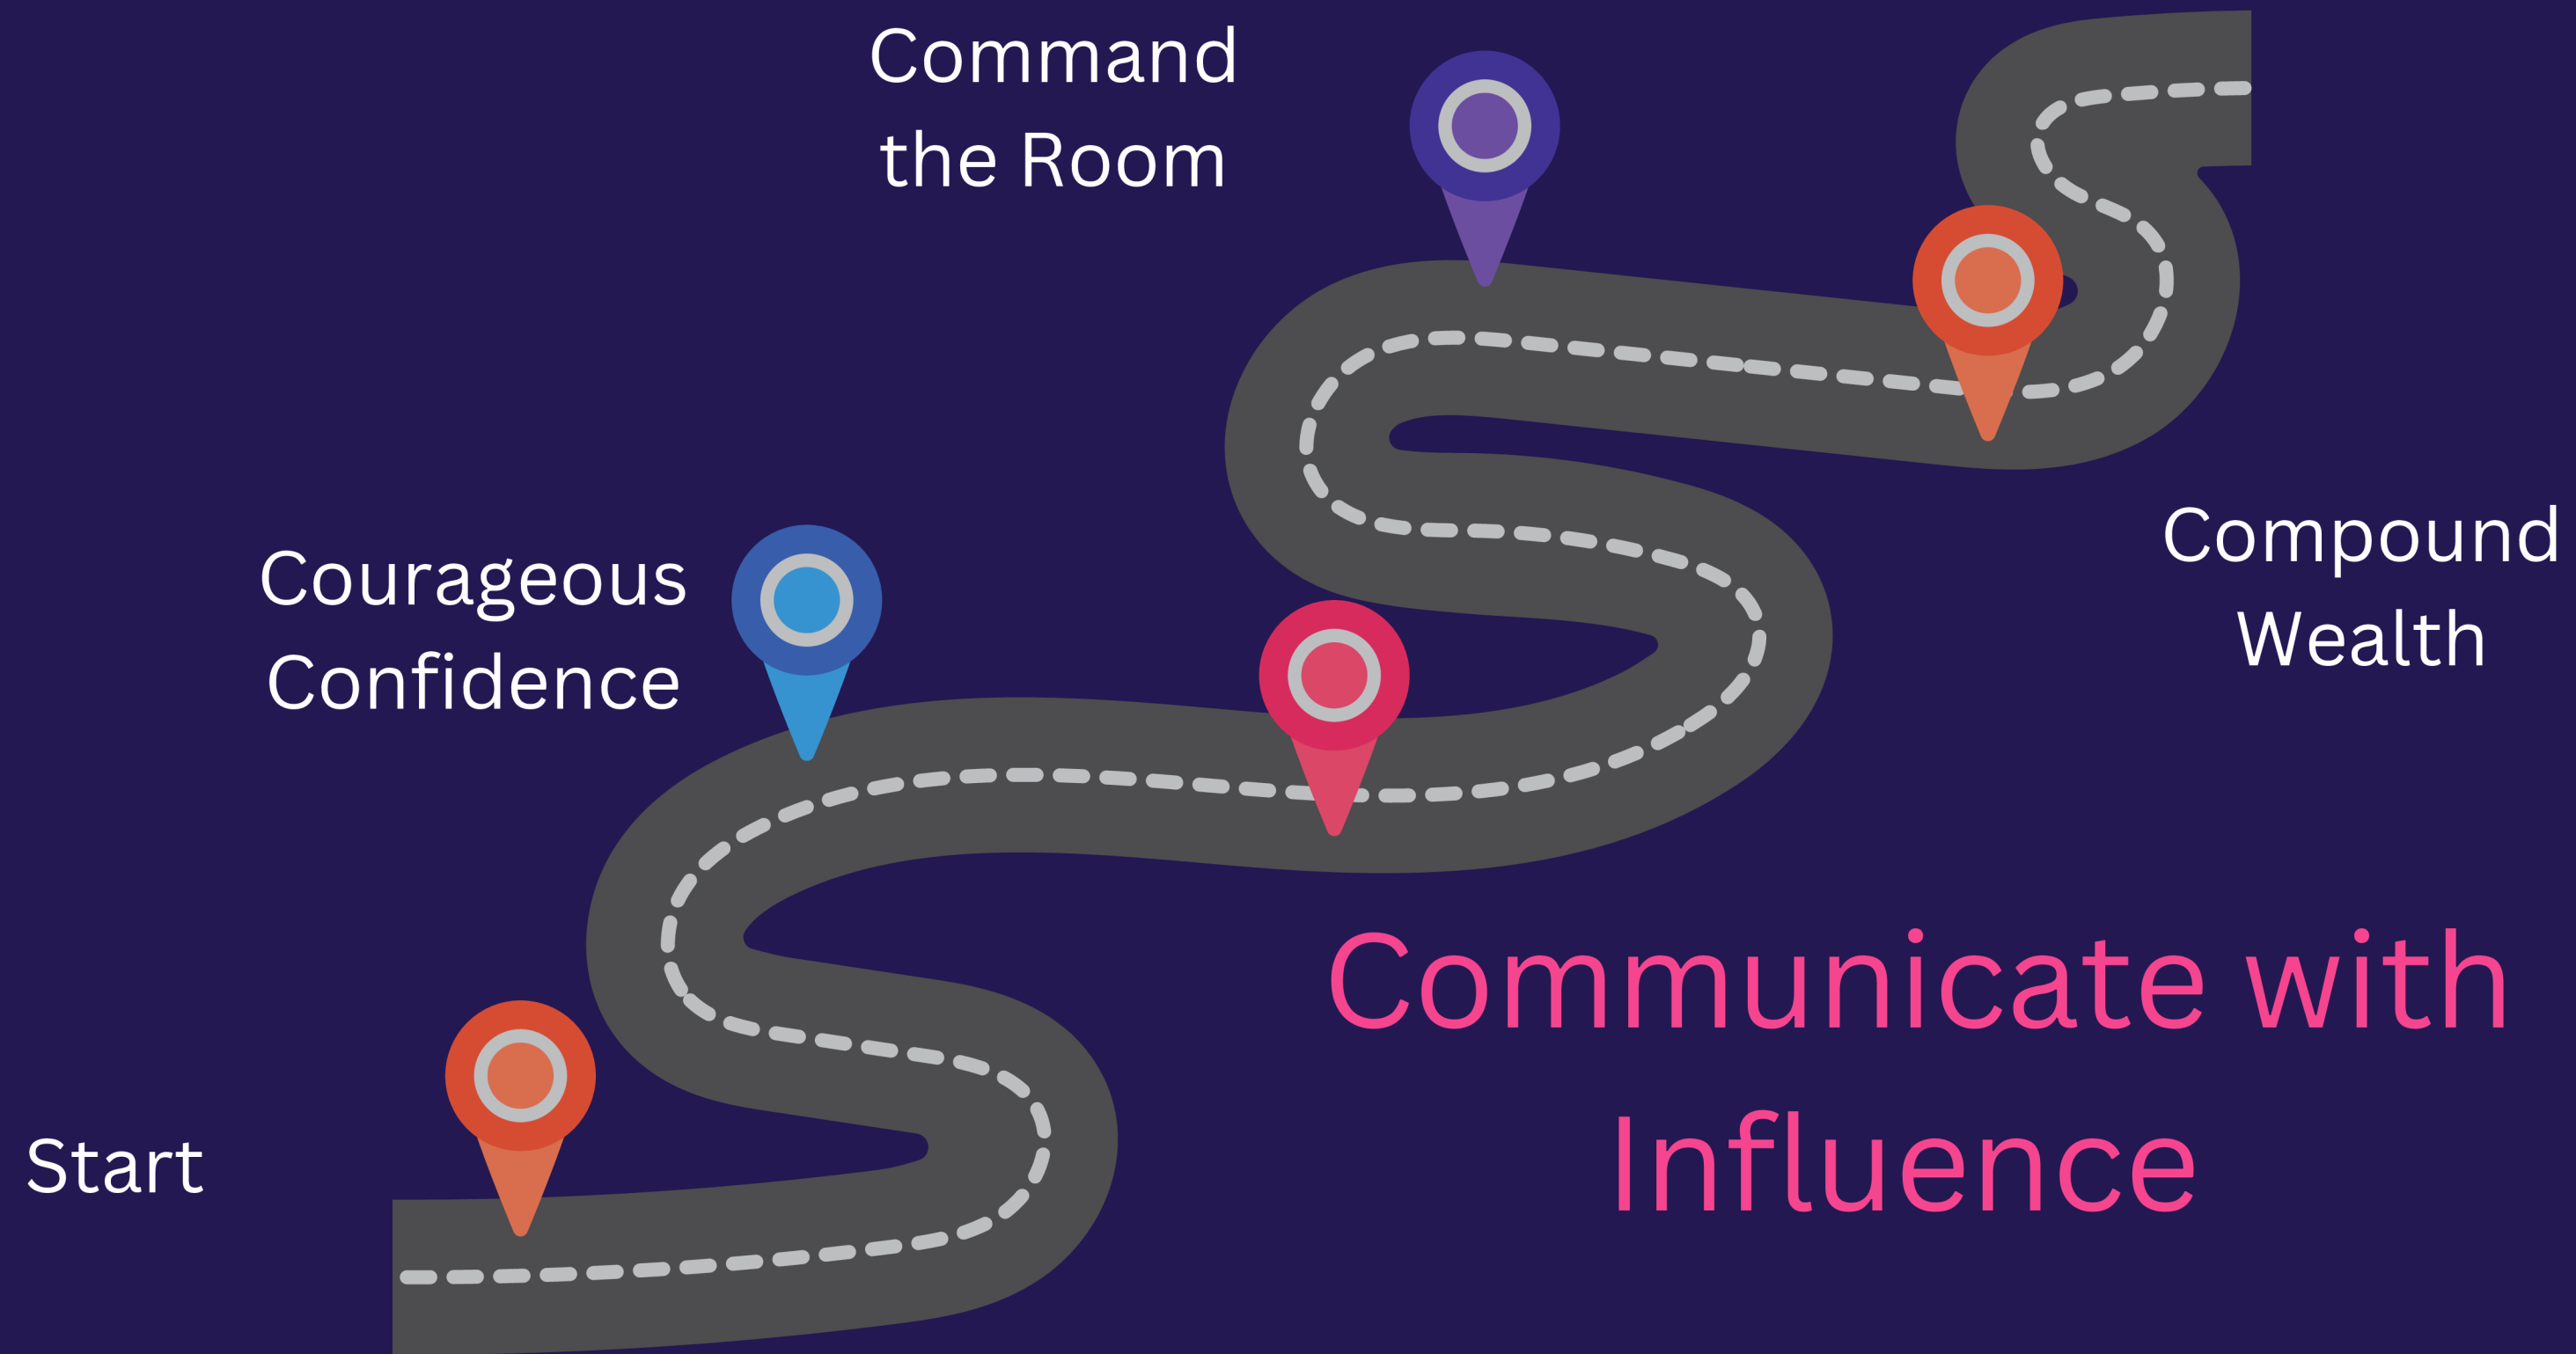 Command
the Room
Courageous
Confidence
Compound
Wealth
Communicate with
Influence
Start